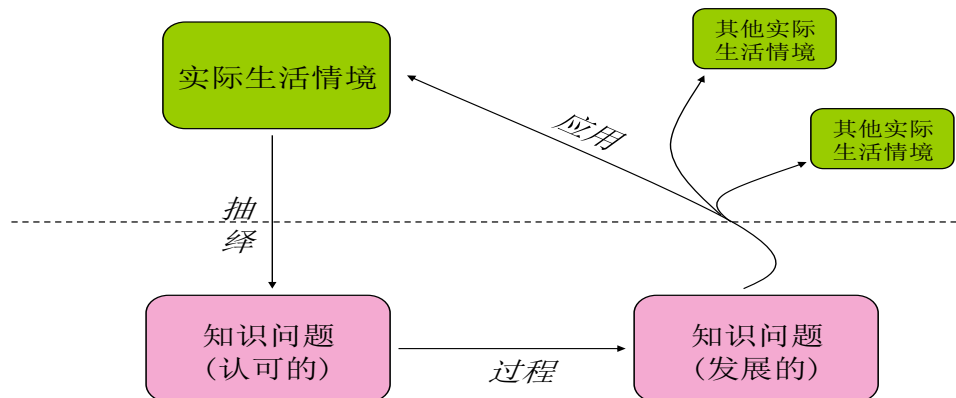 其他实际
生活情境
实际生活情境
其他实际
生活情境
应用
抽
绎
知识问题
(认可的)
过程
知识问题
(发展的)